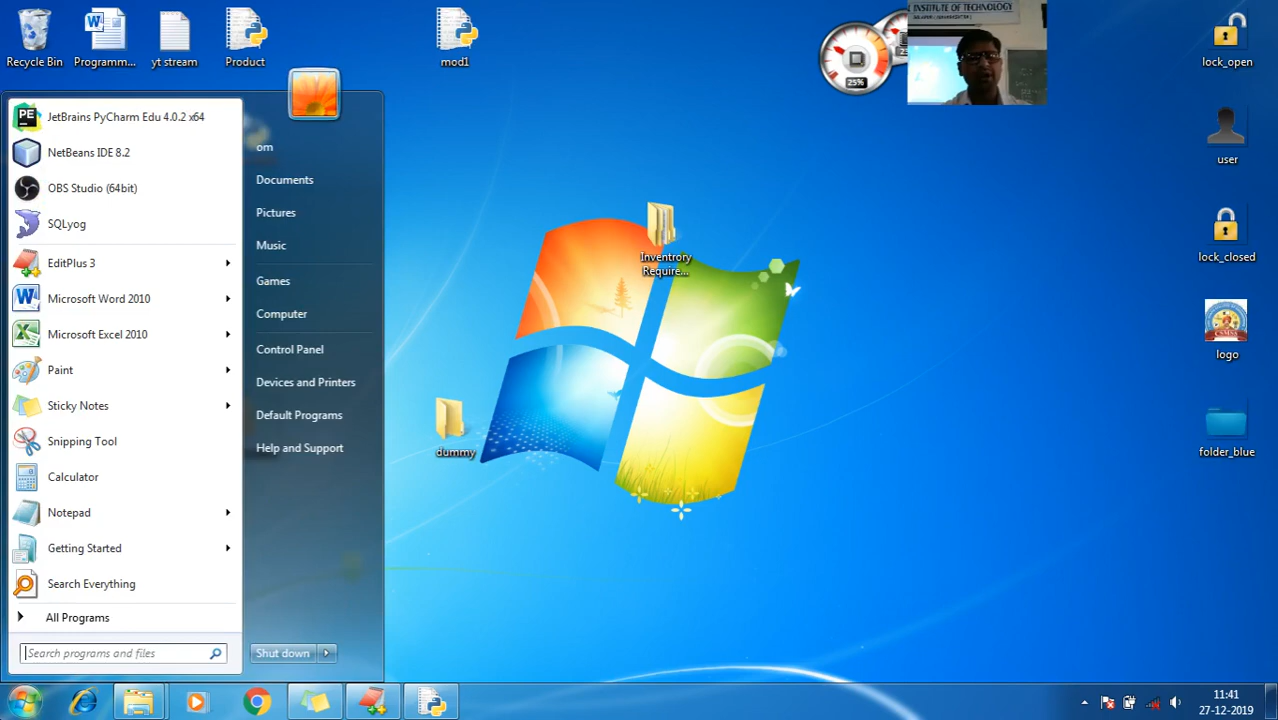 Recycle Bin
Programm...
yt stream
Product
mod1
25%
INSTITUTE OF TECHNOLOGY
lock_open
user
lock_closed
logo
folder_blue
Inventrory
Require...
dummy
JetBrains PyCharm Edu 4.0.2 x64
NetBeans IDE 8.2
OBS Studio (64bit)
SQLyog
EditPlus 3
Microsoft Word 2010
Microsoft Excel 2010
Paint
Sticky Notes
Snipping Tool
Calculator
Notepad
Getting Started
Search Everything
All Programs
Search programs and files
om
Documents
Pictures
Music
Games
Computer
Control Panel
Devices and Printers
Default Programs
Help and Support
Shut down
11:41
27-12-2019